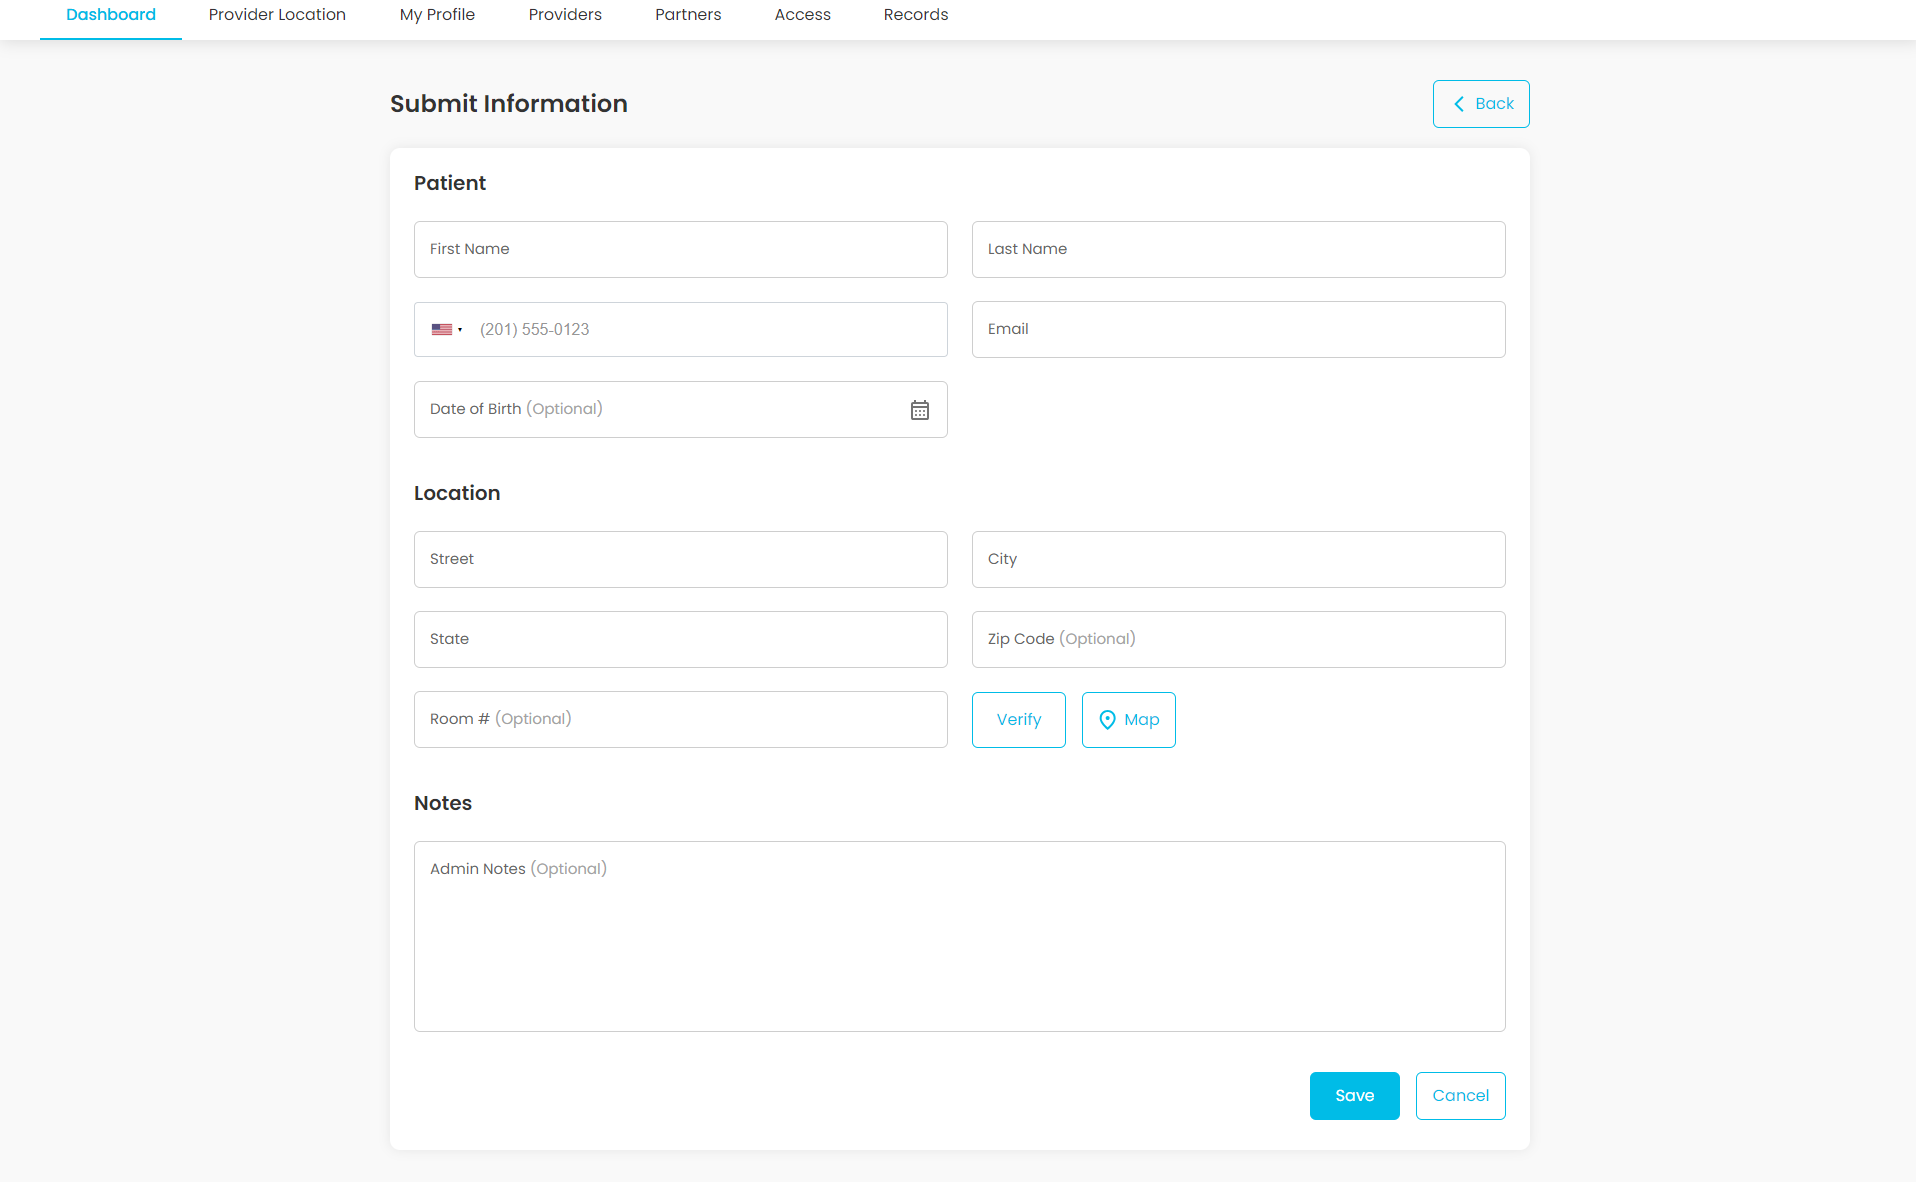 Dashboard Provider Location My Profile Providers Partners Access Records
Submit Information
Back
Patient
First Name
Last Name
(201) 555-0123
Email
Date of Birth (Optional)
Location
Street
City
State
Zip Code (Optional)
Room # (Optional)
Verify
Map
Notes
Admin Notes (Optional)
Save
Cancel